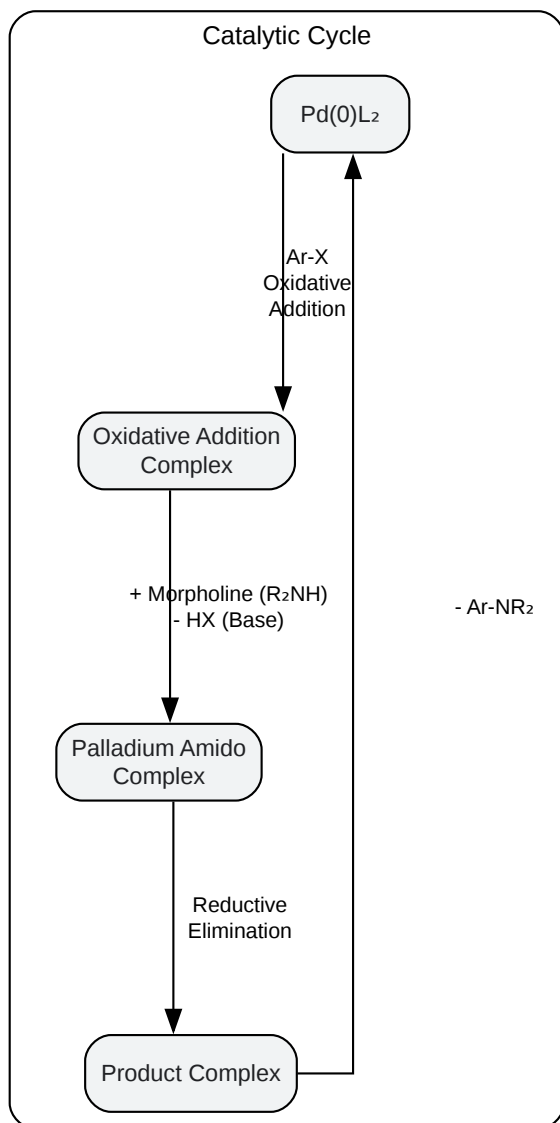 Catalytic Cycle
Pd(0)L₂
Ar-X
Oxidative
Addition
Oxidative Addition
Complex
+ Morpholine (R₂NH)
- HX (Base)
- Ar-NR₂
Palladium Amido
Complex
Reductive
Elimination
Product Complex